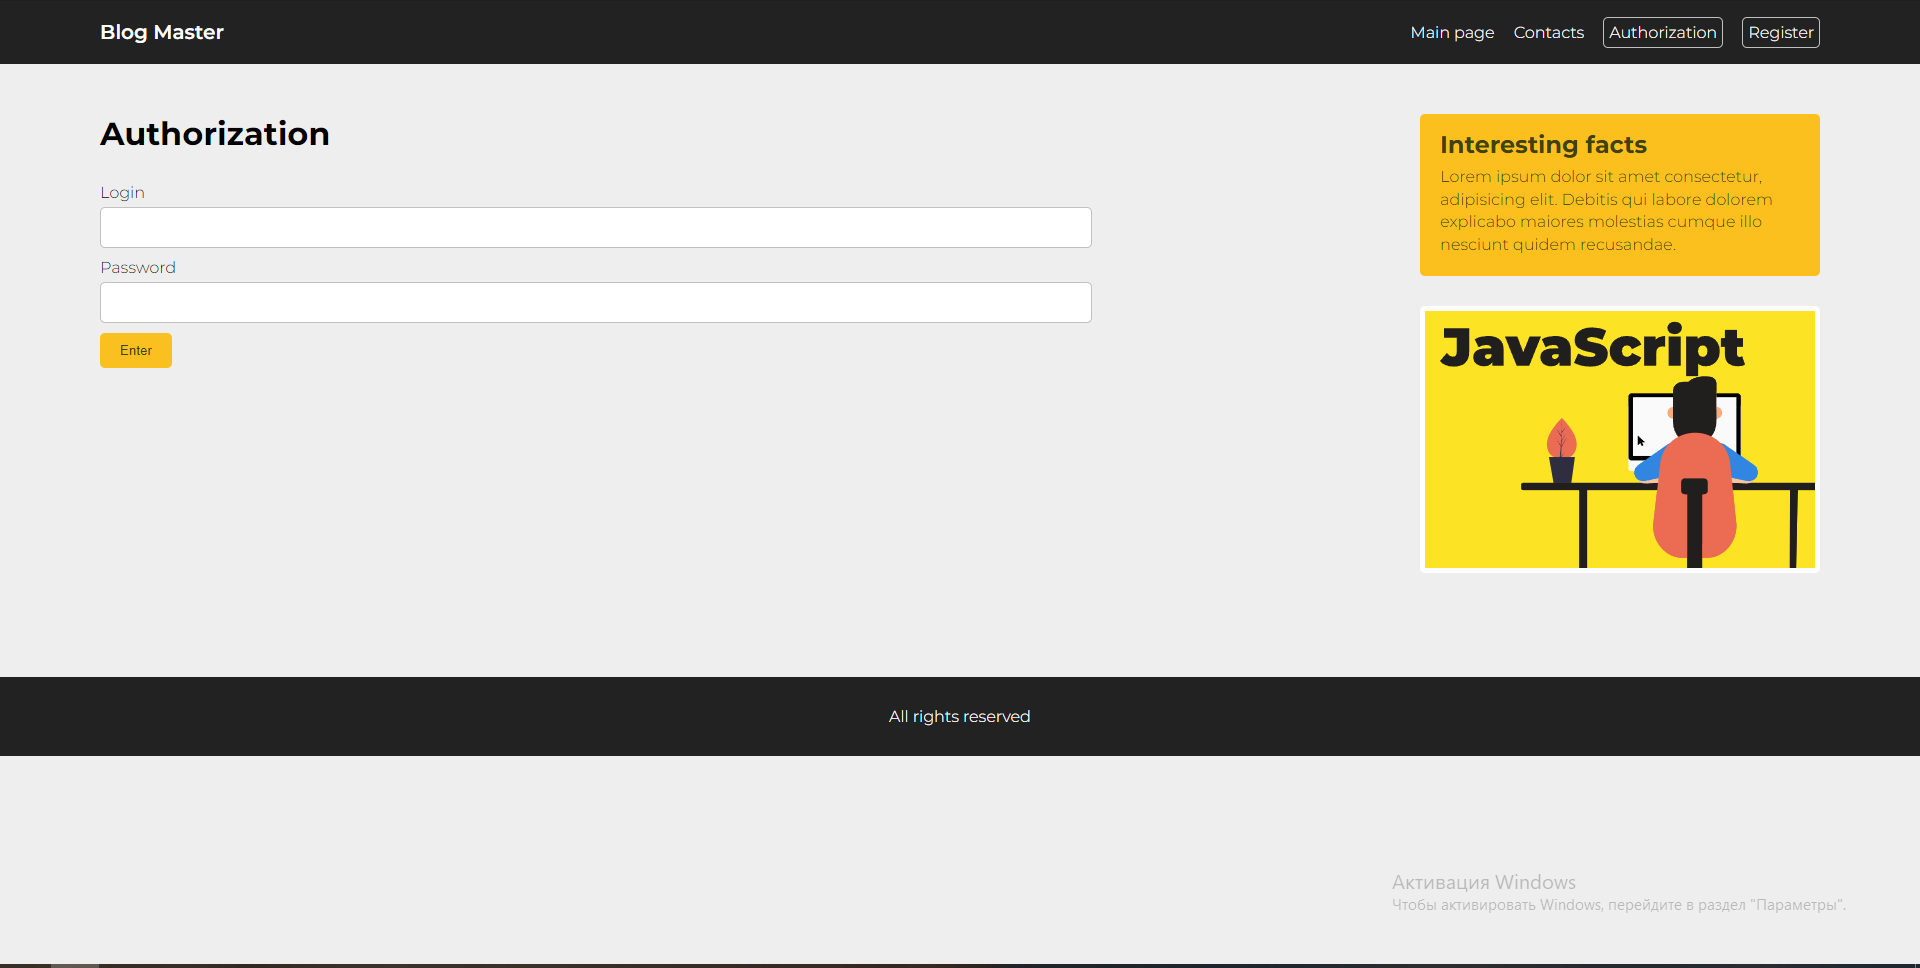 Blog Master
Main page
Contacts
Authorization
Register
Authorization
Login
Password
Enter
Interesting facts
Lorem ipsum dolor sit amet consectetur,
adipisicing elit. Debitis qui labore dolorem
explicabo maiores molestias cumque illo
nesciunt quidem recusandae.
JavaScript
All rights reserved
Активация Windows
Чтобы активировать Windows, перейдите в раздел "Параметры".